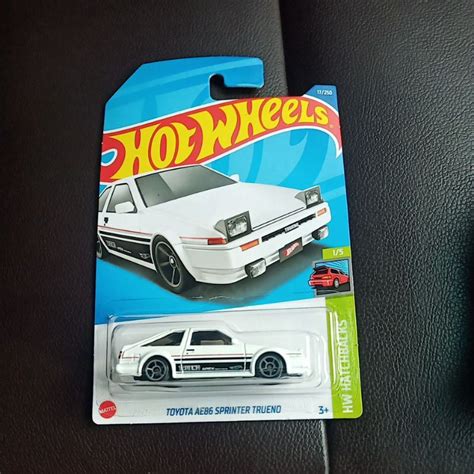 17/250
HOT WHEELS
1/5
HW HATCHBACKS
MATTEL
TOYOTA AE86 SPRINTER TRUENO
3+